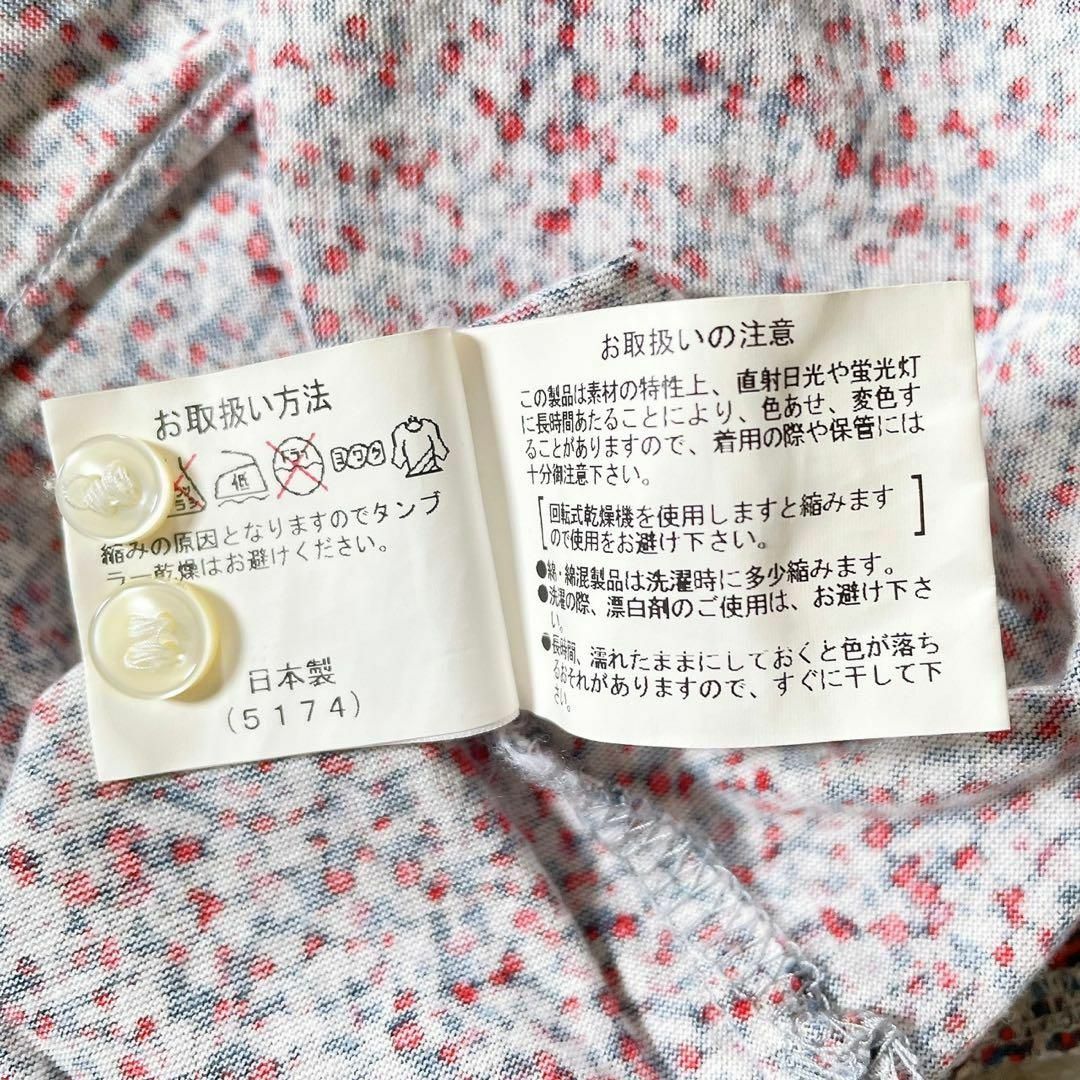 お取扱い方法
低 ドライ ヨワク
縮みの原因となりますのでタンブ
ラー乾燥はお避けください。
日本製
(5174)
お取扱いの注意
この製品は素材の特性上、直射日光や蛍光灯
に長時間あたることにより、色あせ、変色す
ることがありますので、着用の際や保管には
十分御注意下さい。
回転式乾燥機を使用しますと縮みます
ので使用をお避け下さい。
●綿・綿混製品は洗濯時に多少縮みます。
●洗濯の際、漂白剤のご使用は、お避け下さ
い。
●長時間、濡れたままにしておくと色が落ち
るおそれがありますので、すぐに干して下
さい。